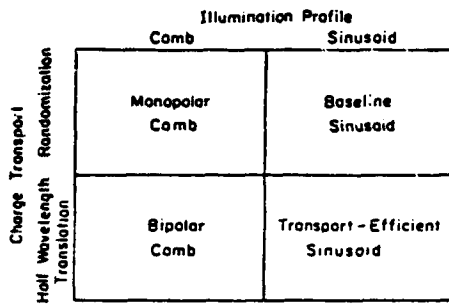 Illumination Profile
Comb Sinusoid
Charge Transport
Randomization
Half Wavelength
Translation
Monopolar Baseline
Comb Sinusoid
Bipolar Transport-Efficient
Comb Sinusoid